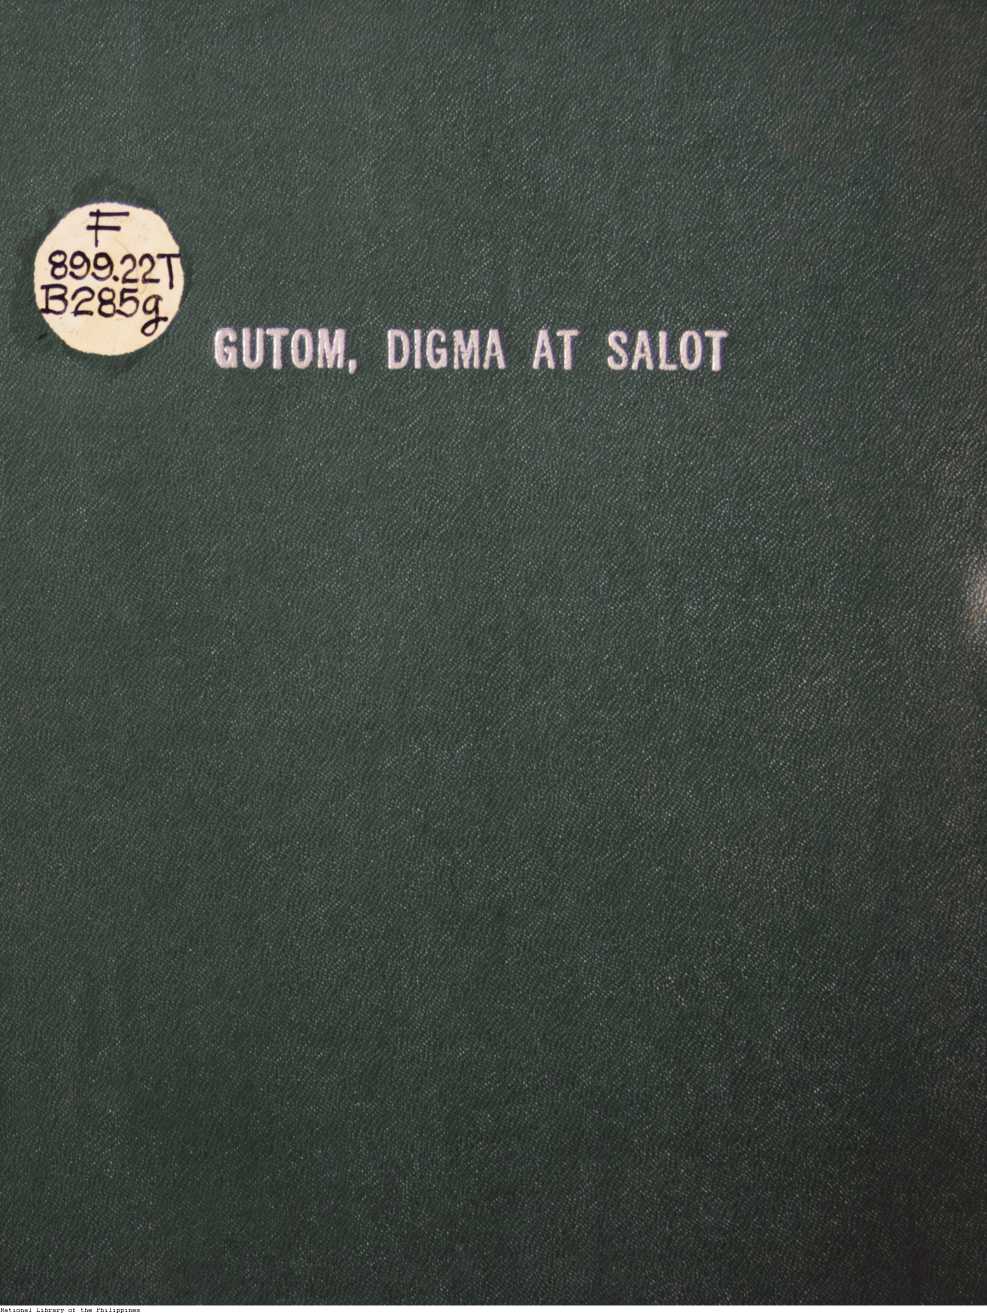 F
899.22T
B285g
GUTOM, DIGMA AT SALOT
National Library of the Philippines